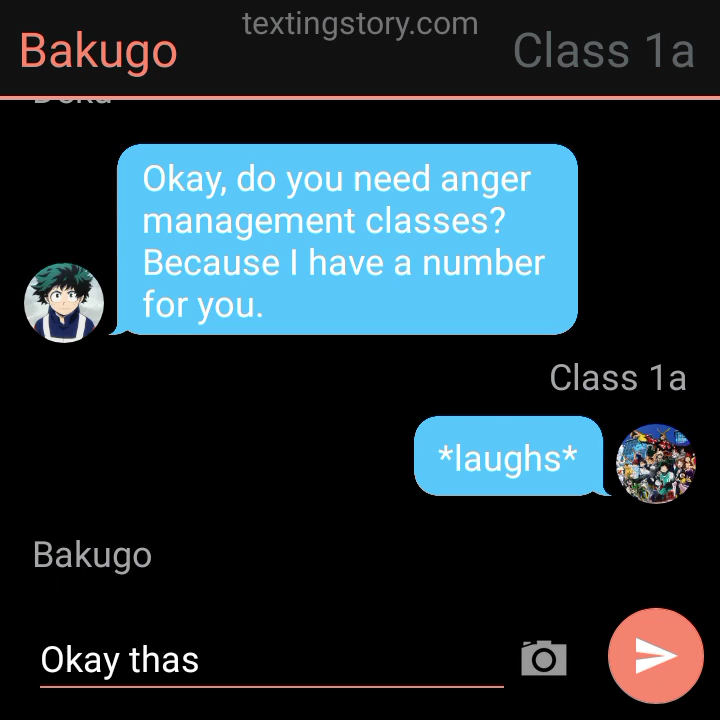 textingstory.com
Bakugo
Class 1a
Okay, do you need anger
management classes?
Because I have a number
for you.
Class 1a
*laughs*
Bakugo
Okay thas